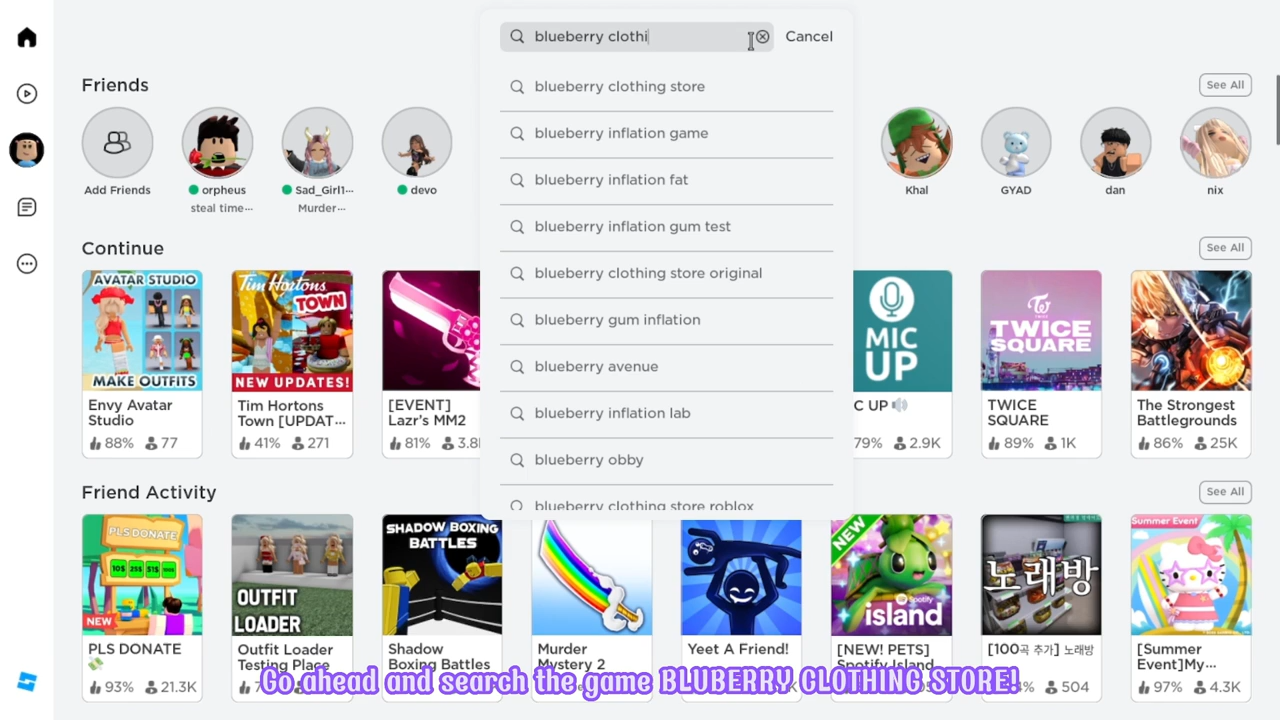 blueberry clothi
Cancel
blueberry clothing store
blueberry inflation game
blueberry inflation fat
blueberry inflation gum test
blueberry clothing store original
blueberry gum inflation
blueberry avenue
blueberry inflation lab
blueberry obby
blueberry clothing store roblox
Friends
See All
Add Friends
orpheus
steal time...
Sad_Girl1...
Murder...
devo
Khal
GYAD
dan
nix
Continue
See All
AVATAR STUDIO
MAKE OUTFITS
Envy Avatar
Studio
88% 77
Tim Hortons
TOWN
NEW UPDATES!
Tim Hortons
Town [UPDAT...
41% 271
[EVENT]
Lazr's MM2
81% 3.8
MIC
UP
C UP
79% 2.9K
TWICE
SQUARE
TWICE
SQUARE
89% 1K
The Strongest
Battlegrounds
86% 25K
Friend Activity
See All
PLS DONATE
NEW
PLS DONATE
93% 21.3K
OUTFIT
LOADER
Outfit Loader
Testing Place
SHADOW BOXING
BATTLES
Shadow
Boxing Battles
Murder
Mystery 2
Yeet A Friend!
NEW
Spotify
island
[NEW! PETS]
Spotify Island
노래방
[100곡 추가] 노래방
504
Summer Event
[Summer
Event]My...
97% 4.3K
Go ahead and search the game BLUBERRY CLOTHING STORE!